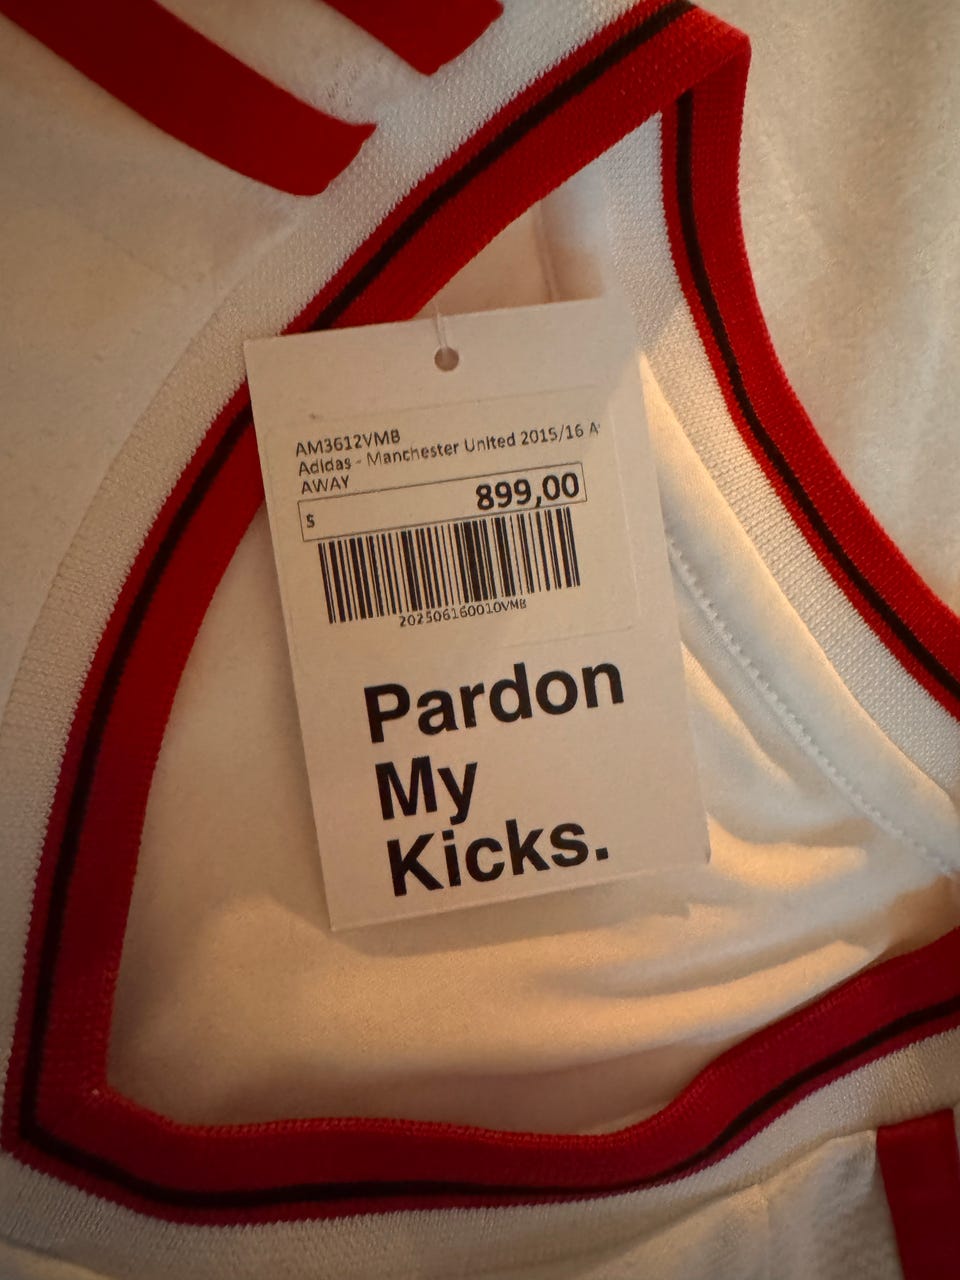 AM3612VMB
Adidas - Manchester United 2015/16 A
AWAY
$ 899,00
202506160010VMB
Pardon
My
Kicks.